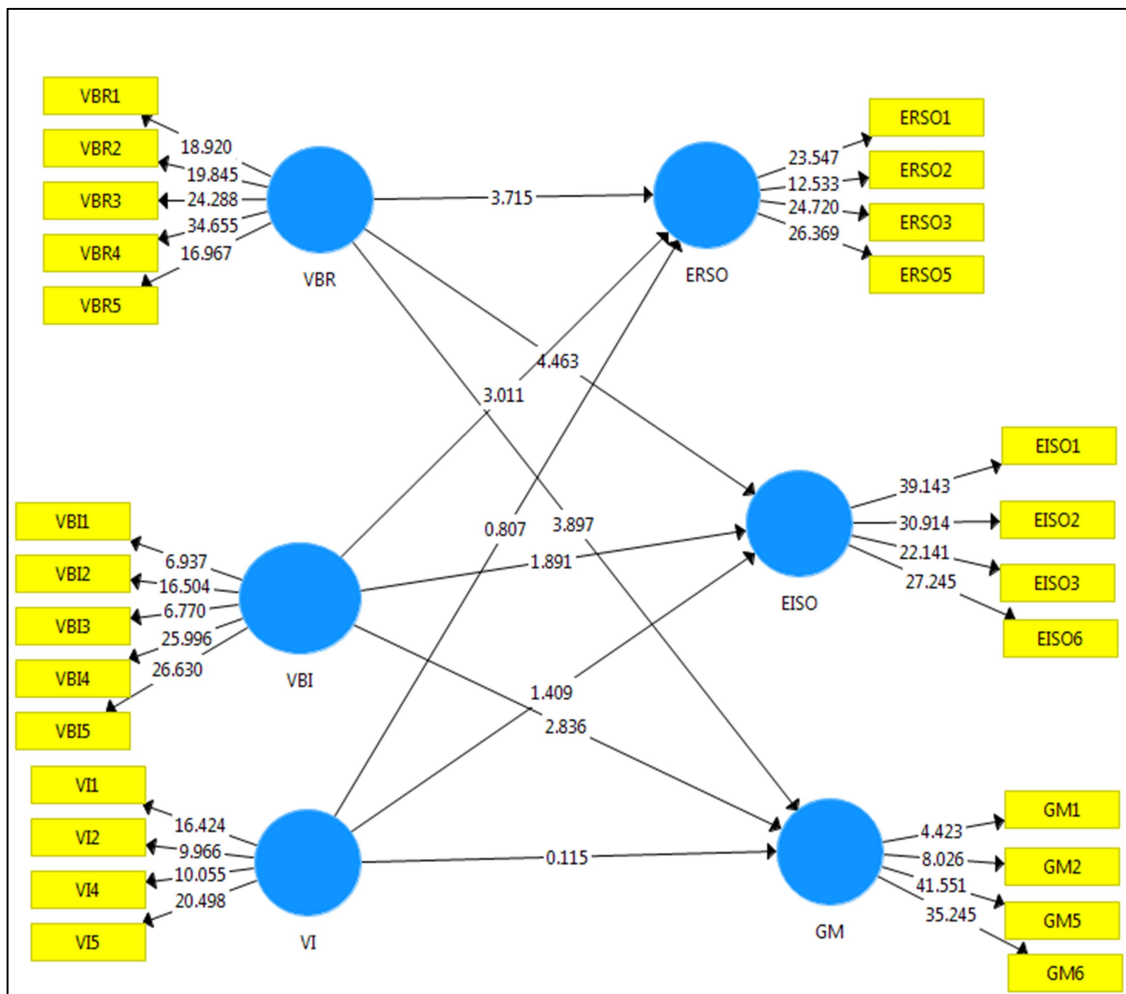 VBR1
VBR2
VBR3
VBR4
VBR5
18.920
19.845
24.288
34.655
16.967
VBR
3.715
ERSO
23.547
12.533
24.720
26.369
ERSO1
ERSO2
ERSO3
ERSO5
4.463
3.011
0.807
3.897
VBI1
VBI2
VBI3
VBI4
VBI5
6.937
16.504
6.770
25.996
26.630
VBI
1.891
EISO
39.143
30.914
22.141
27.245
EISO1
EISO2
EISO3
EISO6
1.409
2.836
VI1
VI2
VI4
VI5
16.424
9.966
10.055
20.498
VI
0.115
GM
4.423
8.026
41.551
35.245
GM1
GM2
GM5
GM6